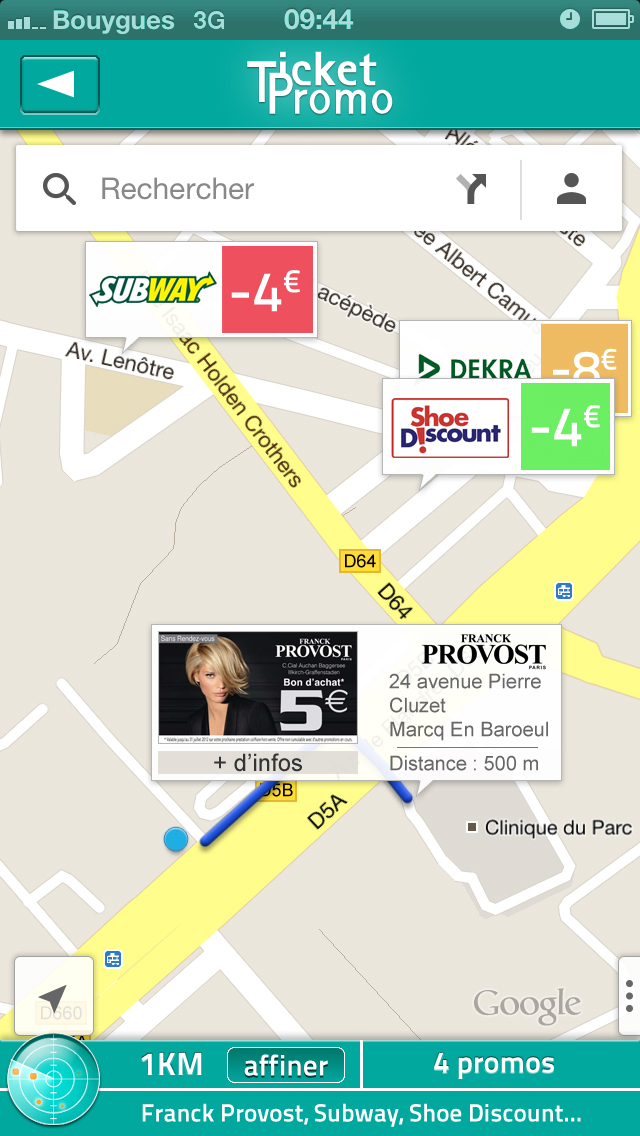 Bouygues 3G 09:44
Ticket
Promo
Rechercher
SUBWAY -4€
acépède
ée Albert Camu
Av. Lenôtre
Isaac Holden Crothers
DEKRA -8€
Shoe
D!scount
-4€
D64
D64
Sans Rendez-vous
FRANCK
PROVOST
PARIS
C.Cial Auchan Baggersee
Illkirch-Graffenstaden
Bon d'achat*
5€
+ d'infos
FRANCK
PROVOST
PARIS
24 avenue Pierre
Cluzet
Marcq En Baroeul
Distance : 500 m
D5B
D5A
Clinique du Parc
D660
Google
1KM affiner 4 promos
Franck Provost, Subway, Shoe Discount...